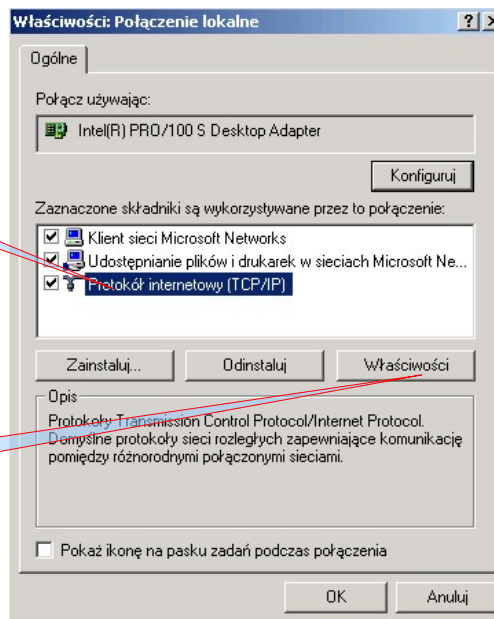 Właściwości: Połączenie lokalne
Ogólne
Połącz używając:
Intel(R) PRO/100 S Desktop Adapter
Konfiguruj
Zaznaczone składniki są wykorzystywane przez to połączenie:
Klient sieci Microsoft Networks
Udostępnianie plików i drukarek w sieciach Microsoft Ne...
Protokół internetowy (TCP/IP)
Zainstaluj... Odinstaluj Właściwości
Opis
Protokoły Transmission Control Protocol/Internet Protocol.
Domyślne protokoły sieci rozległych zapewniające komunikację
pomiędzy różnorodnymi połączonymi sieciami.
Pokaż ikonę na pasku zadań podczas połączenia
OK Anuluj